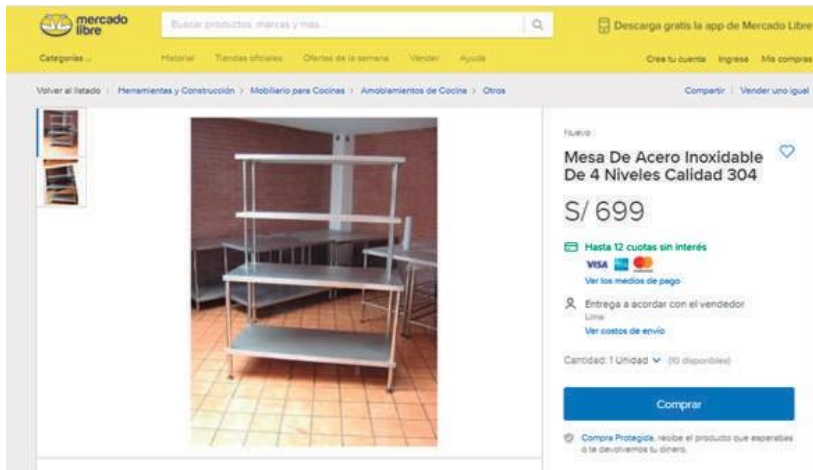 mercado
libre
Buscar productos, marcas y más...
Descarga gratis la app de Mercado Libre
Categorías
Historial Tiendas oficiales Ofertas de la semana Vender Ayuda
Crea tu cuenta Ingresa Mis compras
Volver al listado | Herramientas y Construcción > Mobiliario para Cocinas > Amoblamientos de Cocina > Otros
Compartir | Vender uno igual
Nuevo
Mesa De Acero Inoxidable
De 4 Niveles Calidad 304
S/ 699
Hasta 12 cuotas sin interés
VISA
Ver los medios de pago
Entrega a acordar con el vendedor
Lima
Ver costos de envío
Cantidad: 1 Unidad (10 disponibles)
Comprar
Compra Protegida, recibe el producto que esperabas
o te devolvemos tu dinero.